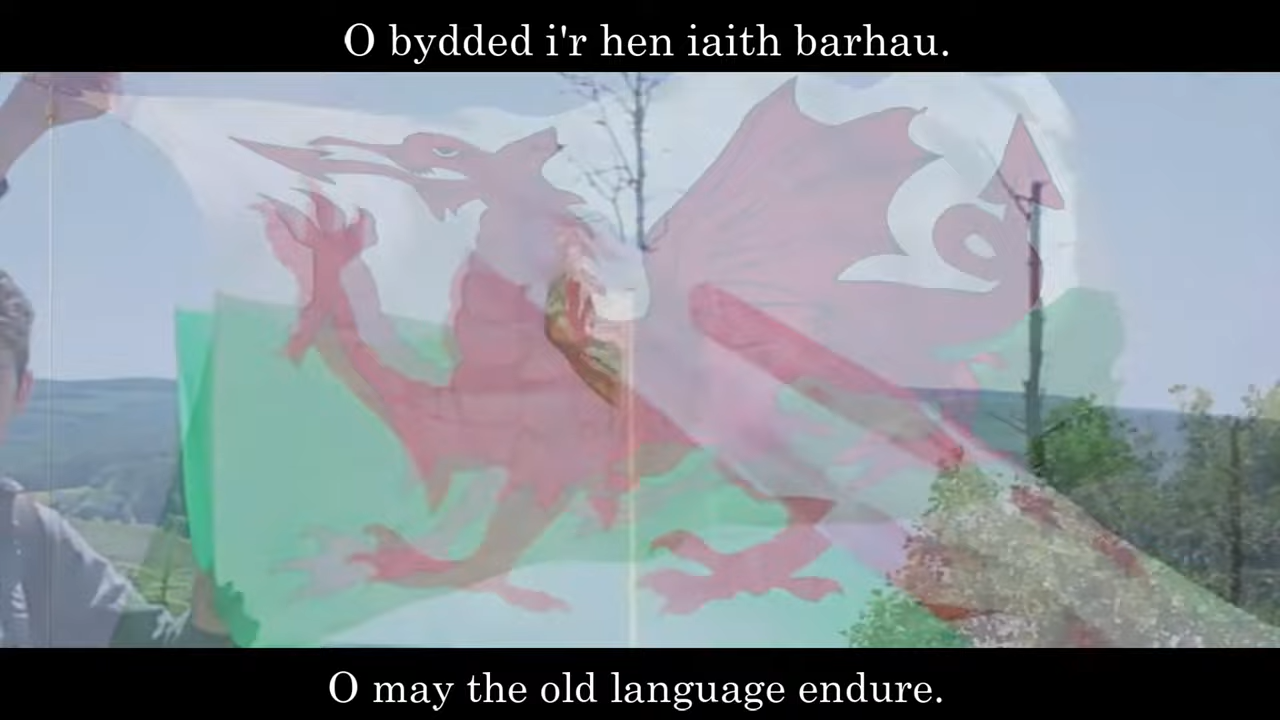 O bydded i'r hen iaith barhau.
O may the old language endure.